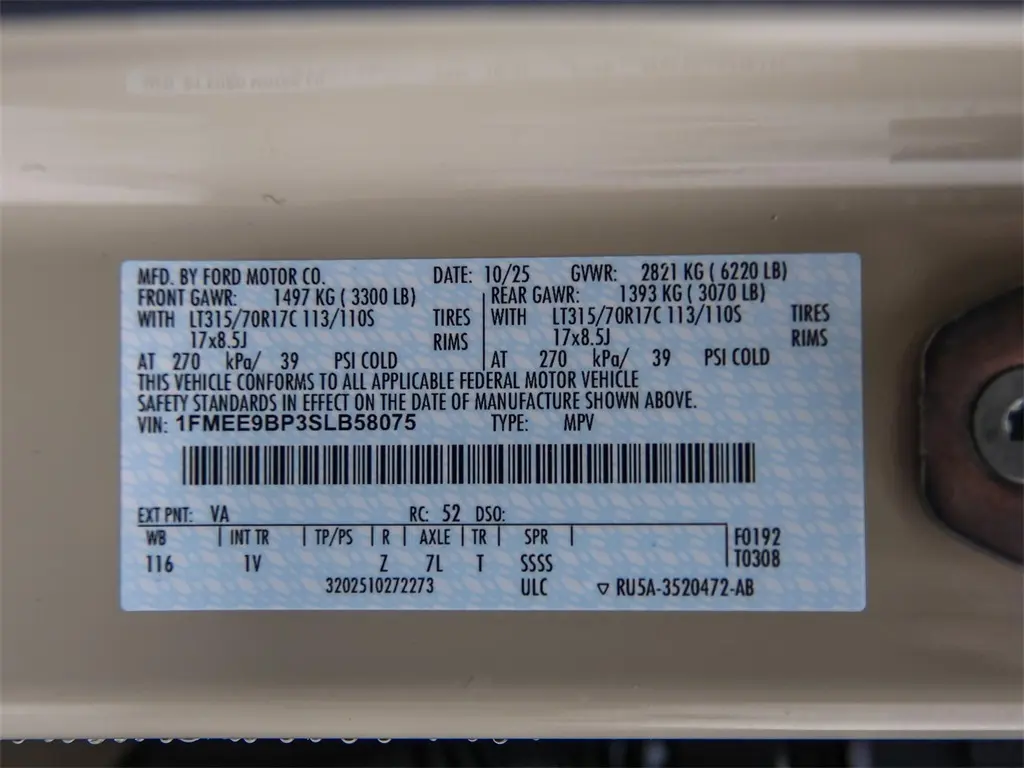 MFD. BY FORD MOTOR CO. DATE: 10/25 GVWR: 2821 KG ( 6220 LB)
FRONT GAWR: 1497 KG ( 3300 LB) REAR GAWR: 1393 KG ( 3070 LB)
WITH LT315/70R17C 113/110S TIRES WITH LT315/70R17C 113/110S TIRES
17x8.5J RIMS 17x8.5J RIMS
AT 270 kPa/ 39 PSI COLD AT 270 kPa/ 39 PSI COLD
THIS VEHICLE CONFORMS TO ALL APPLICABLE FEDERAL MOTOR VEHICLE
SAFETY STANDARDS IN EFFECT ON THE DATE OF MANUFACTURE SHOWN ABOVE.
VIN: 1FMEE9BP3SLB58075 TYPE: MPV
EXT PNT: VA RC: 52 DSO:
WB INT TR TP/PS R AXLE TR SPR F0192
116 1V Z 7L T SSSS T0308
3202510272273 ULC ▽ RU5A-3520472-AB